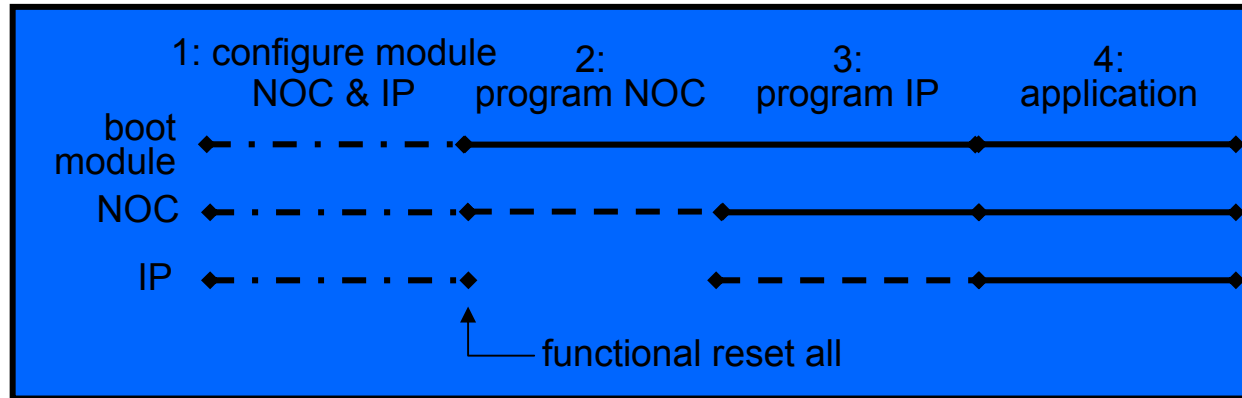 1: configure module
NOC & IP
2:
program NOC
3:
program IP
4:
application
boot
module
NOC
IP
functional reset all